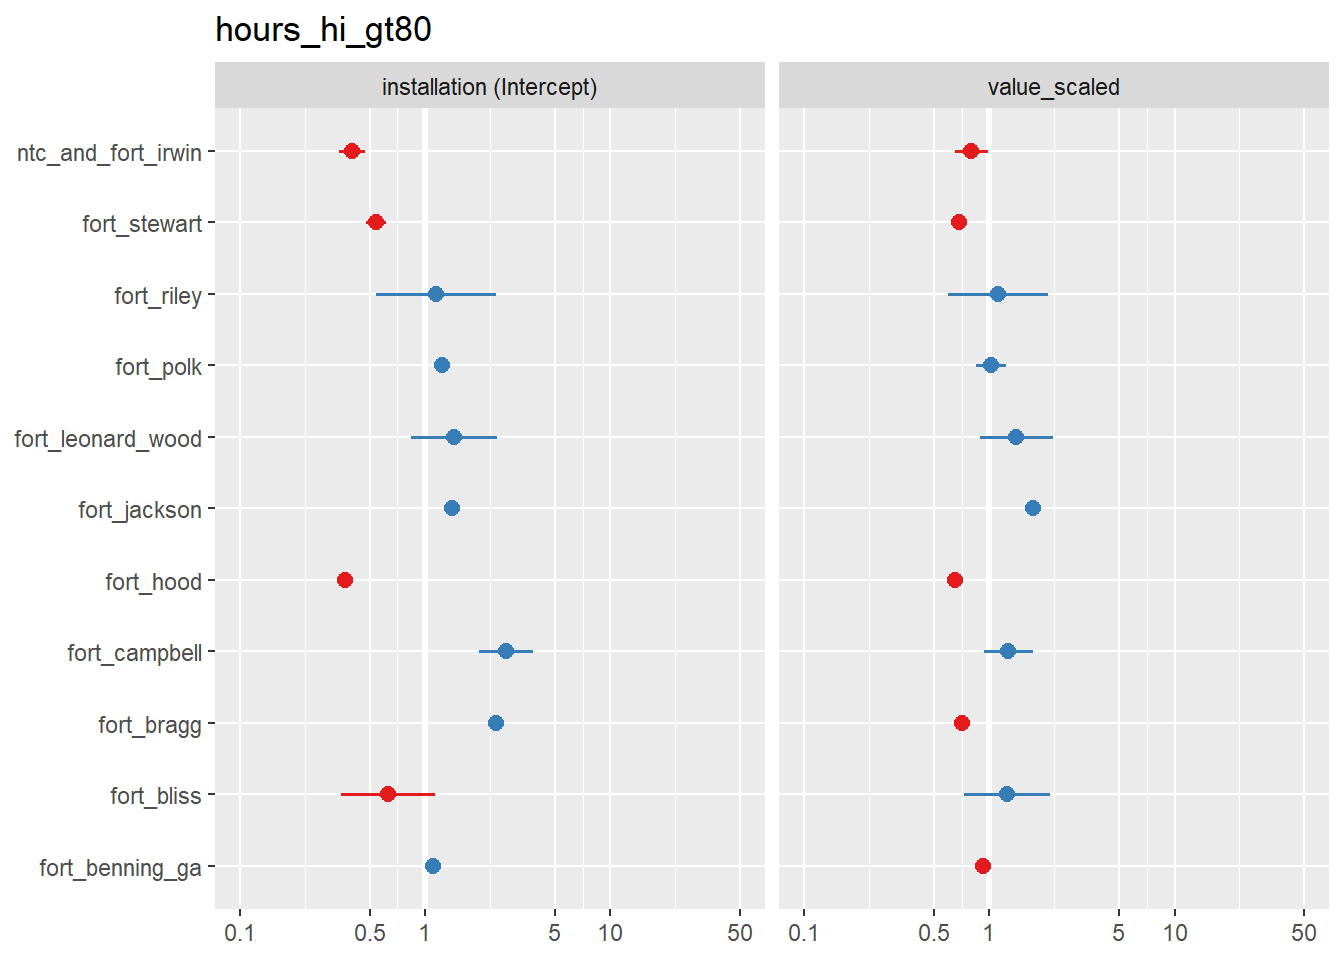 hours_hi_gt80
installation (Intercept)
value_scaled
ntc_and_fort_irwin
fort_stewart
fort_riley
fort_polk
fort_leonard_wood
fort_jackson
fort_hood
fort_campbell
fort_bragg
fort_bliss
fort_benning_ga
0.1 0.5 1 5 10 50
0.1 0.5 1 5 10 50